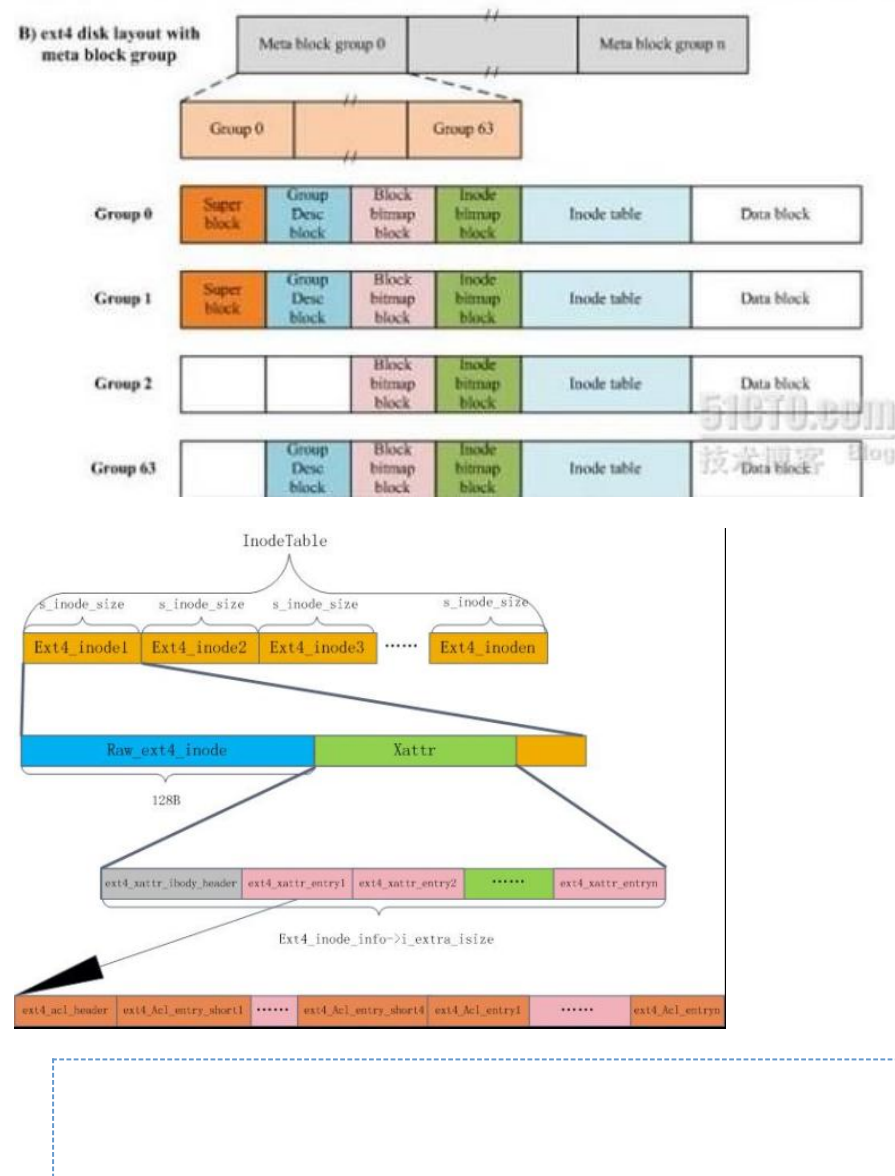 B) ext4 disk layout with
meta block group
Meta block group 0
Meta block group n
Group 0
Group 63
Group 0
Super
block
Group
Desc
block
Block
bitmap
block
Inode
bitmap
block
Inode table
Data block
Group 1
Super
block
Group
Desc
block
Block
bitmap
block
Inode
bitmap
block
Inode table
Data block
Group 2
Block
bitmap
block
Inode
bitmap
block
Inode table
Data block
51CTO.com
技术博客 Blog
Group 63
Group
Desc
block
Block
bitmap
block
Inode
bitmap
block
Inode table
Data block
InodeTable
s_inode_size s_inode_size s_inode_size s_inode_size
Ext4_inode1 Ext4_inode2 Ext4_inode3 ······ Ext4_inoden
Raw_ext4_inode Xattr
128B
ext4_xattr_ibody_header ext4_xattr_entry1 ext4_xattr_entry2 ······ ext4_xattr_entryn
Ext4_inode_info->i_extra_isize
ext4_acl_header ext4_Acl_entry_short1 ······ ext4_Acl_entry_short4 ext4_Acl_entry1 ······ ext4_Acl_entryn